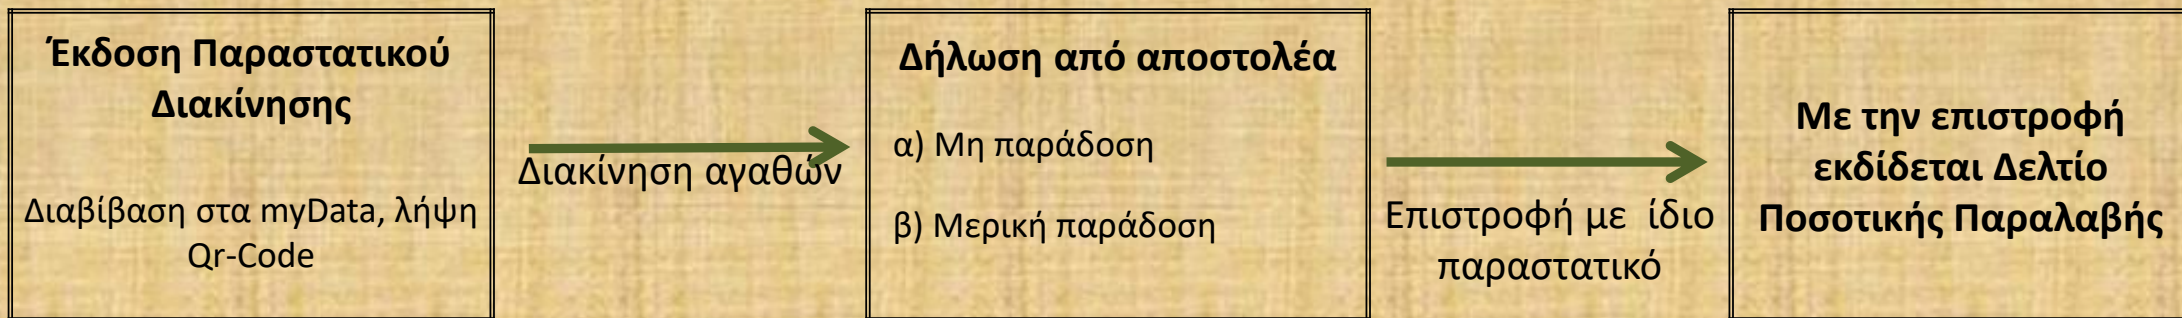 Έκδοση Παραστατικού
Διακίνησης
Διαβίβαση στα myData, λήψη
Qr-Code
Διακίνηση αγαθών
Δήλωση από αποστολέα
α) Μη παράδοση
β) Μερική παράδοση
Επιστροφή με ίδιο
παραστατικό
Με την επιστροφή
εκδίδεται Δελτίο
Ποσοτικής Παραλαβής